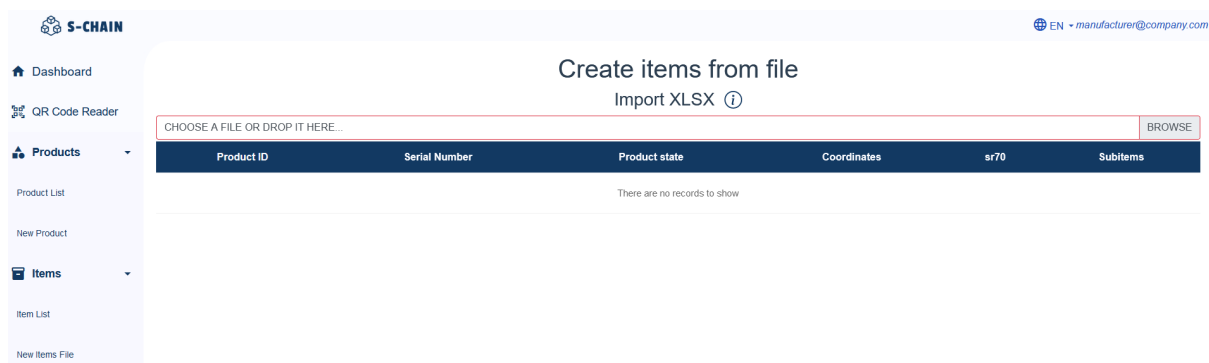 S-CHAIN
EN
manufacturer@company.com
Dashboard
QR Code Reader
Products
Product List
New Product
Items
Item List
New Items File
Create items from file
Import XLSX
CHOOSE A FILE OR DROP IT HERE...
BROWSE
Product ID
Serial Number
Product state
Coordinates
sr70
Subitems
There are no records to show